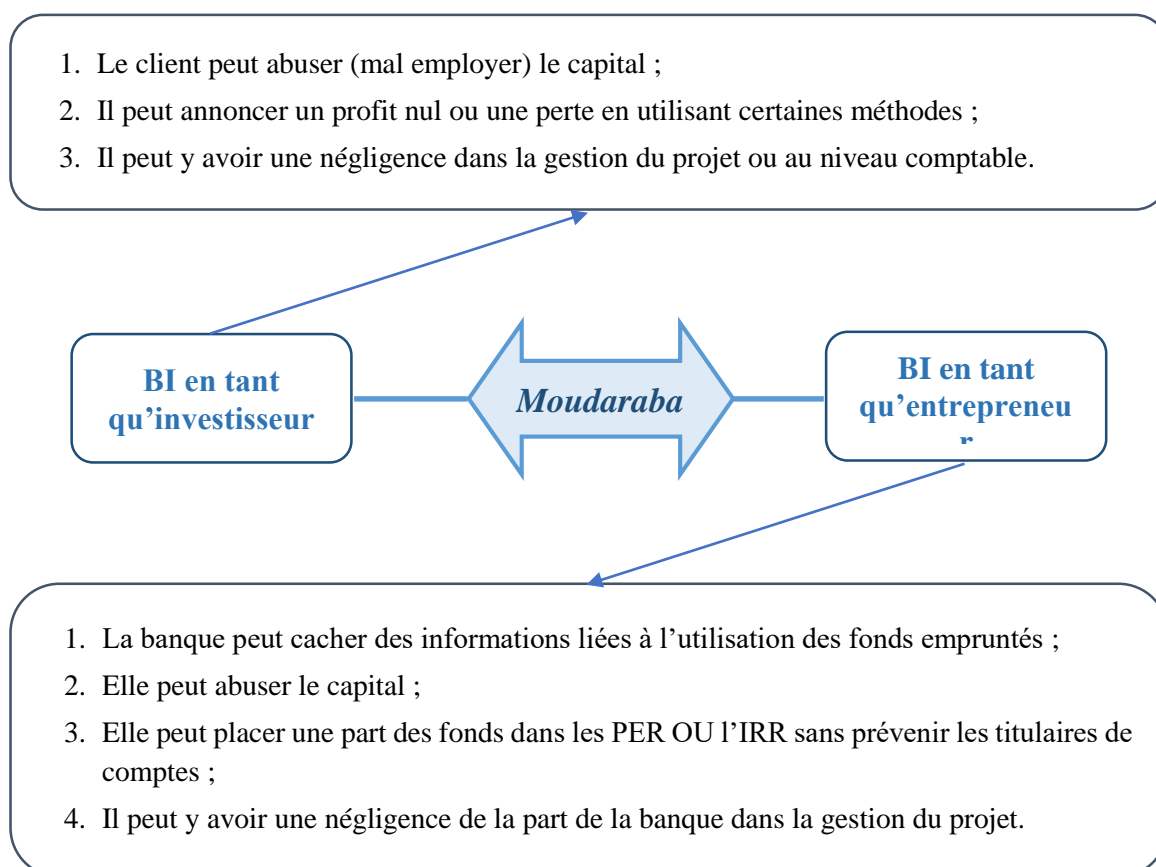 1. Le client peut abuser (mal employer) le capital ;
2. Il peut annoncer un profit nul ou une perte en utilisant certaines méthodes ;
3. Il peut y avoir une négligence dans la gestion du projet ou au niveau comptable.
BI en tant
qu’investisseur
Moudaraba
BI en tant
qu’entrepreneu
r
1. La banque peut cacher des informations liées à l’utilisation des fonds empruntés ;
2. Elle peut abuser le capital ;
3. Elle peut placer une part des fonds dans les PER OU l’IRR sans prévenir les titulaires de
comptes ;
4. Il peut y avoir une négligence de la part de la banque dans la gestion du projet.